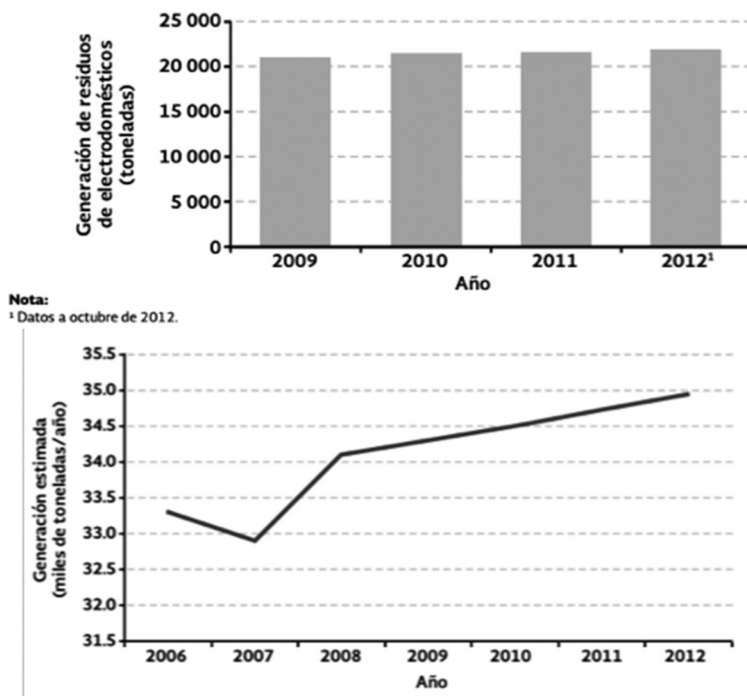 Generación de residuos
de electrodomésticos
(toneladas)
25 000
20 000
15 000
10 000
5 000
0
2009 2010 2011 2012¹
Año
Nota:
¹ Datos a octubre de 2012.
Generación estimada
(miles de toneladas/año)
35.5
35.0
34.5
34.0
33.5
33.0
32.5
32.0
31.5
2006 2007 2008 2009 2010 2011 2012
Año